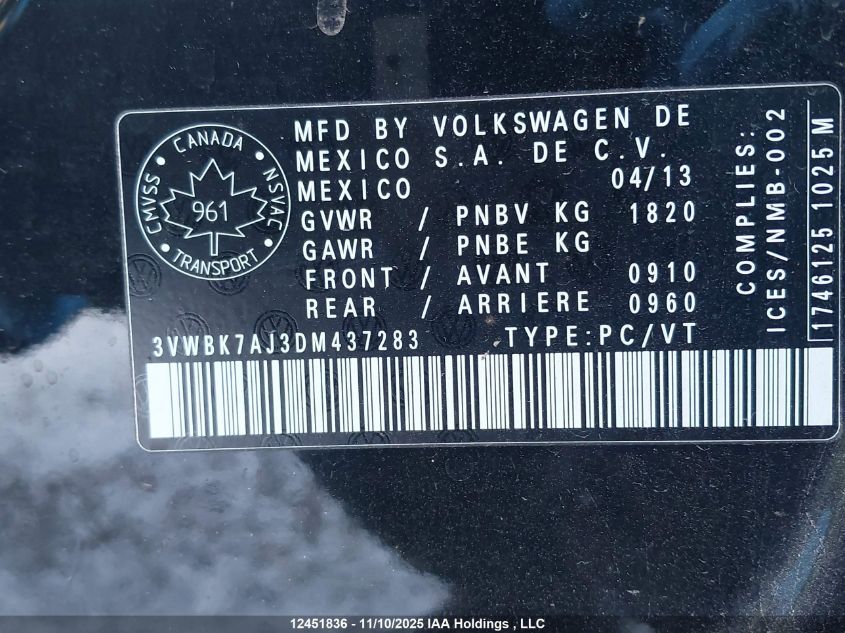 MFD BY VOLKSWAGEN DE
MEXICO S.A. DE C.V.
MEXICO 04/13
GVWR / PNBV KG 1820
GAWR / PNBE KG
FRONT / AVANT 0910
REAR / ARRIERE 0960
3VWBK7AJ3DM437283 TYPE:PC/VT
CANADA
CMVSS
NSVAC
961
TRANSPORT
COMPLIES:
ICES/NMB-002
1746125 1025 M
12451836 - 11/10/2025 IAA Holdings , LLC